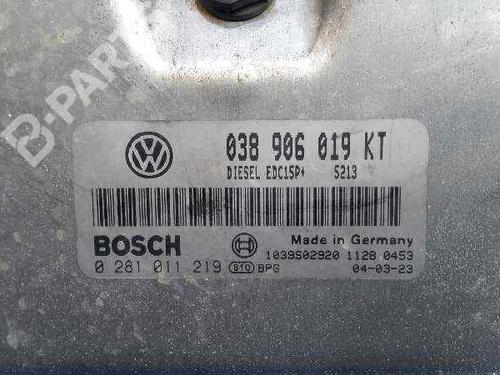 B-PARTS
038 906 019 KT
DIESEL EDC15P+ 5213
BOSCH
Made in Germany
1039S02920 1128 0453
0 281 011 219 610 BPG 04-03-23